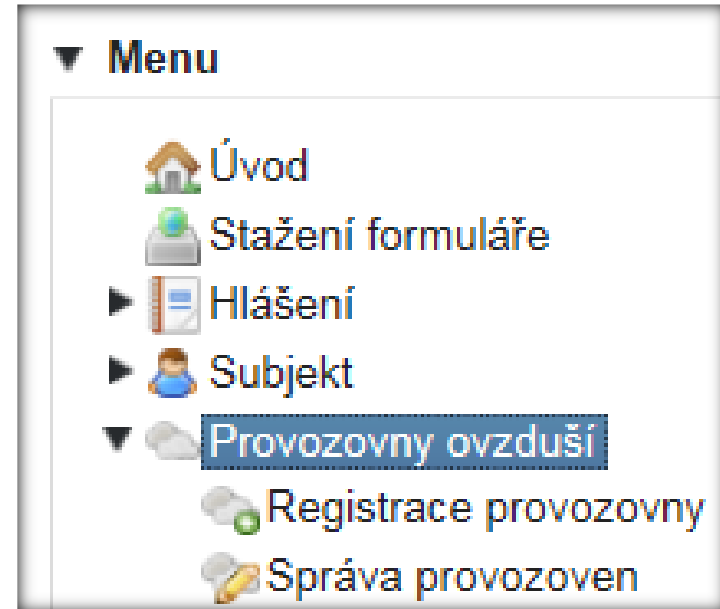 Menu
Úvod
Stažení formuláře
Hlášení
Subjekt
Provozovny ovzduší
Registrace provozovny
Správa provozoven